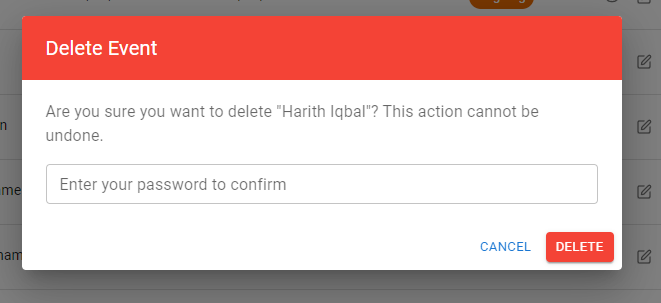 Delete Event
Are you sure you want to delete "Harith Iqbal"? This action cannot be
undone.
Enter your password to confirm
CANCEL
DELETE